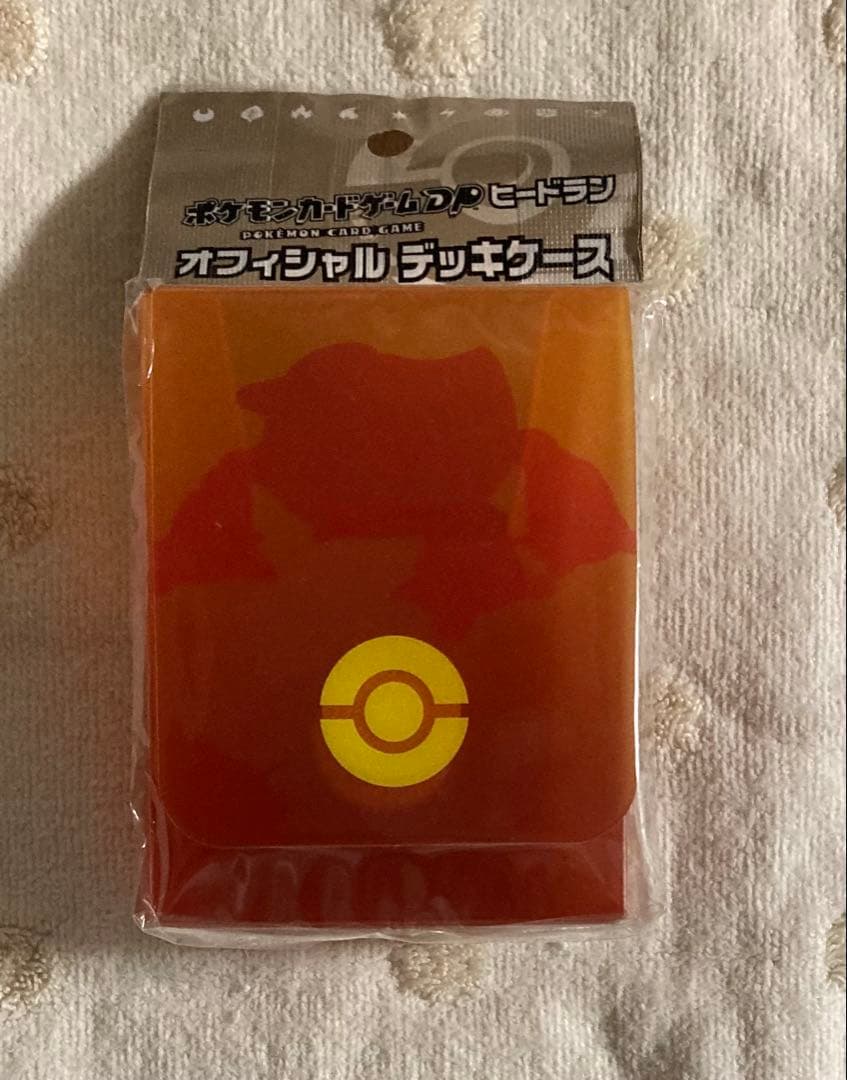 ポケモンカードゲームDP ヒードラン
POKÉMON CARD GAME
オフィシャル デッキケース